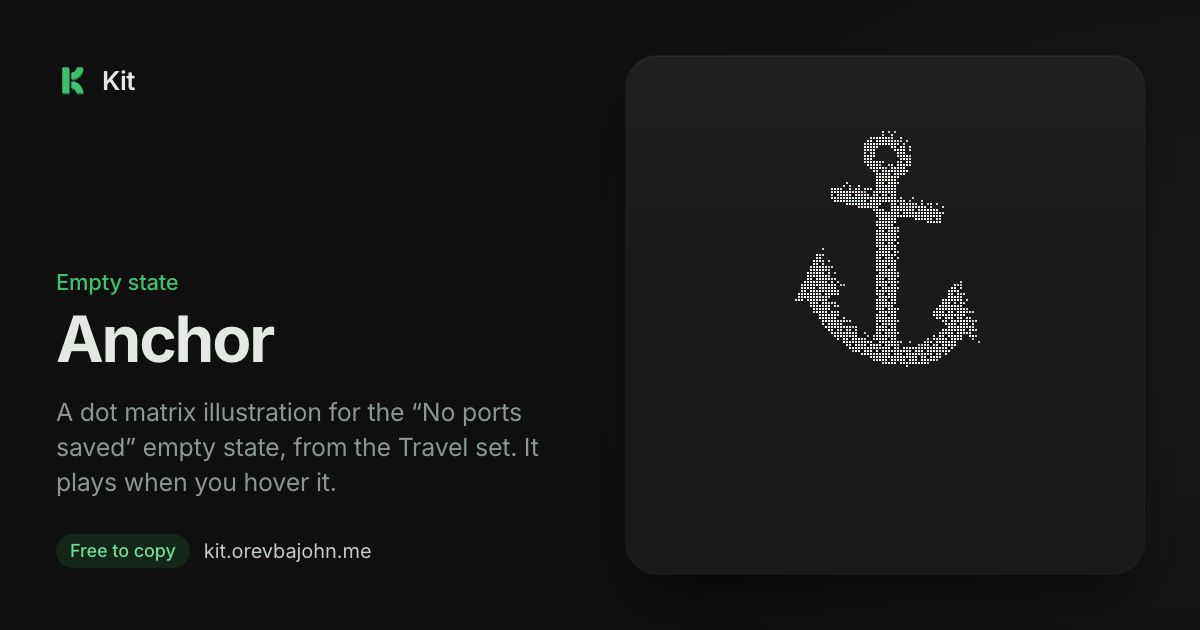 Kit
Empty state
Anchor
A dot matrix illustration for the “No ports
saved” empty state, from the Travel set. It
plays when you hover it.
Free to copy
kit.orevbajohn.me